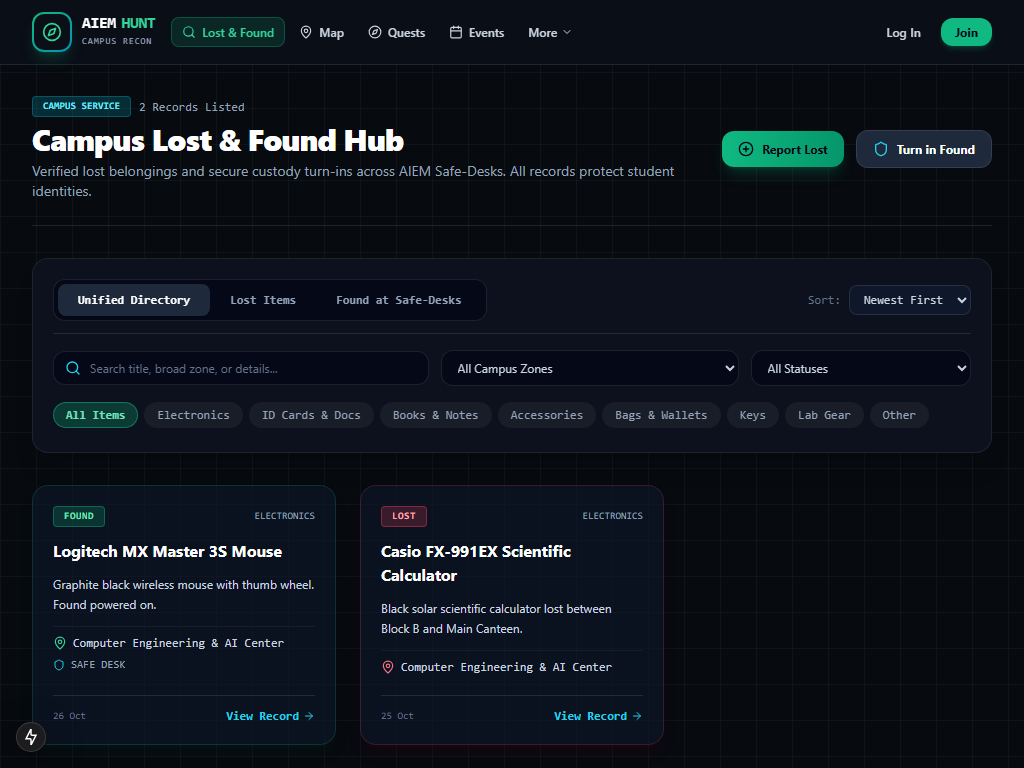 AIEM HUNT
CAMPUS RECON
Lost & Found
Map
Quests
Events
More
Log In
Join
CAMPUS SERVICE
2 Records Listed
Campus Lost & Found Hub
Verified lost belongings and secure custody turn-ins across AIEM Safe-Desks. All records protect student
identities.
Report Lost
Turn in Found
Unified Directory
Lost Items
Found at Safe-Desks
Sort:
Newest First
Search title, broad zone, or details...
All Campus Zones
All Statuses
All Items
Electronics
ID Cards & Docs
Books & Notes
Accessories
Bags & Wallets
Keys
Lab Gear
Other
FOUND
ELECTRONICS
Logitech MX Master 3S Mouse
Graphite black wireless mouse with thumb wheel.
Found powered on.
Computer Engineering & AI Center
SAFE DESK
26 Oct
View Record
LOST
ELECTRONICS
Casio FX-991EX Scientific
Calculator
Black solar scientific calculator lost between
Block B and Main Canteen.
Computer Engineering & AI Center
25 Oct
View Record